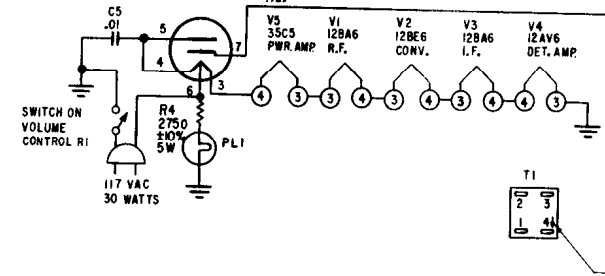 C5
.01
5
4
7
6
3
V5
35C5
PWR. AMP.
V1
12BA6
R.F.
V2
12BE6
CONV.
V3
12BA6
I.F.
V4
12AV6
DET. AMP.
4 3 3 4 3 4 3 4 4 3
SWITCH ON
VOLUME
CONTROL R1
R4
2750
±10%
5W
PL1
117 VAC
30 WATTS
T1
2 3
1 4